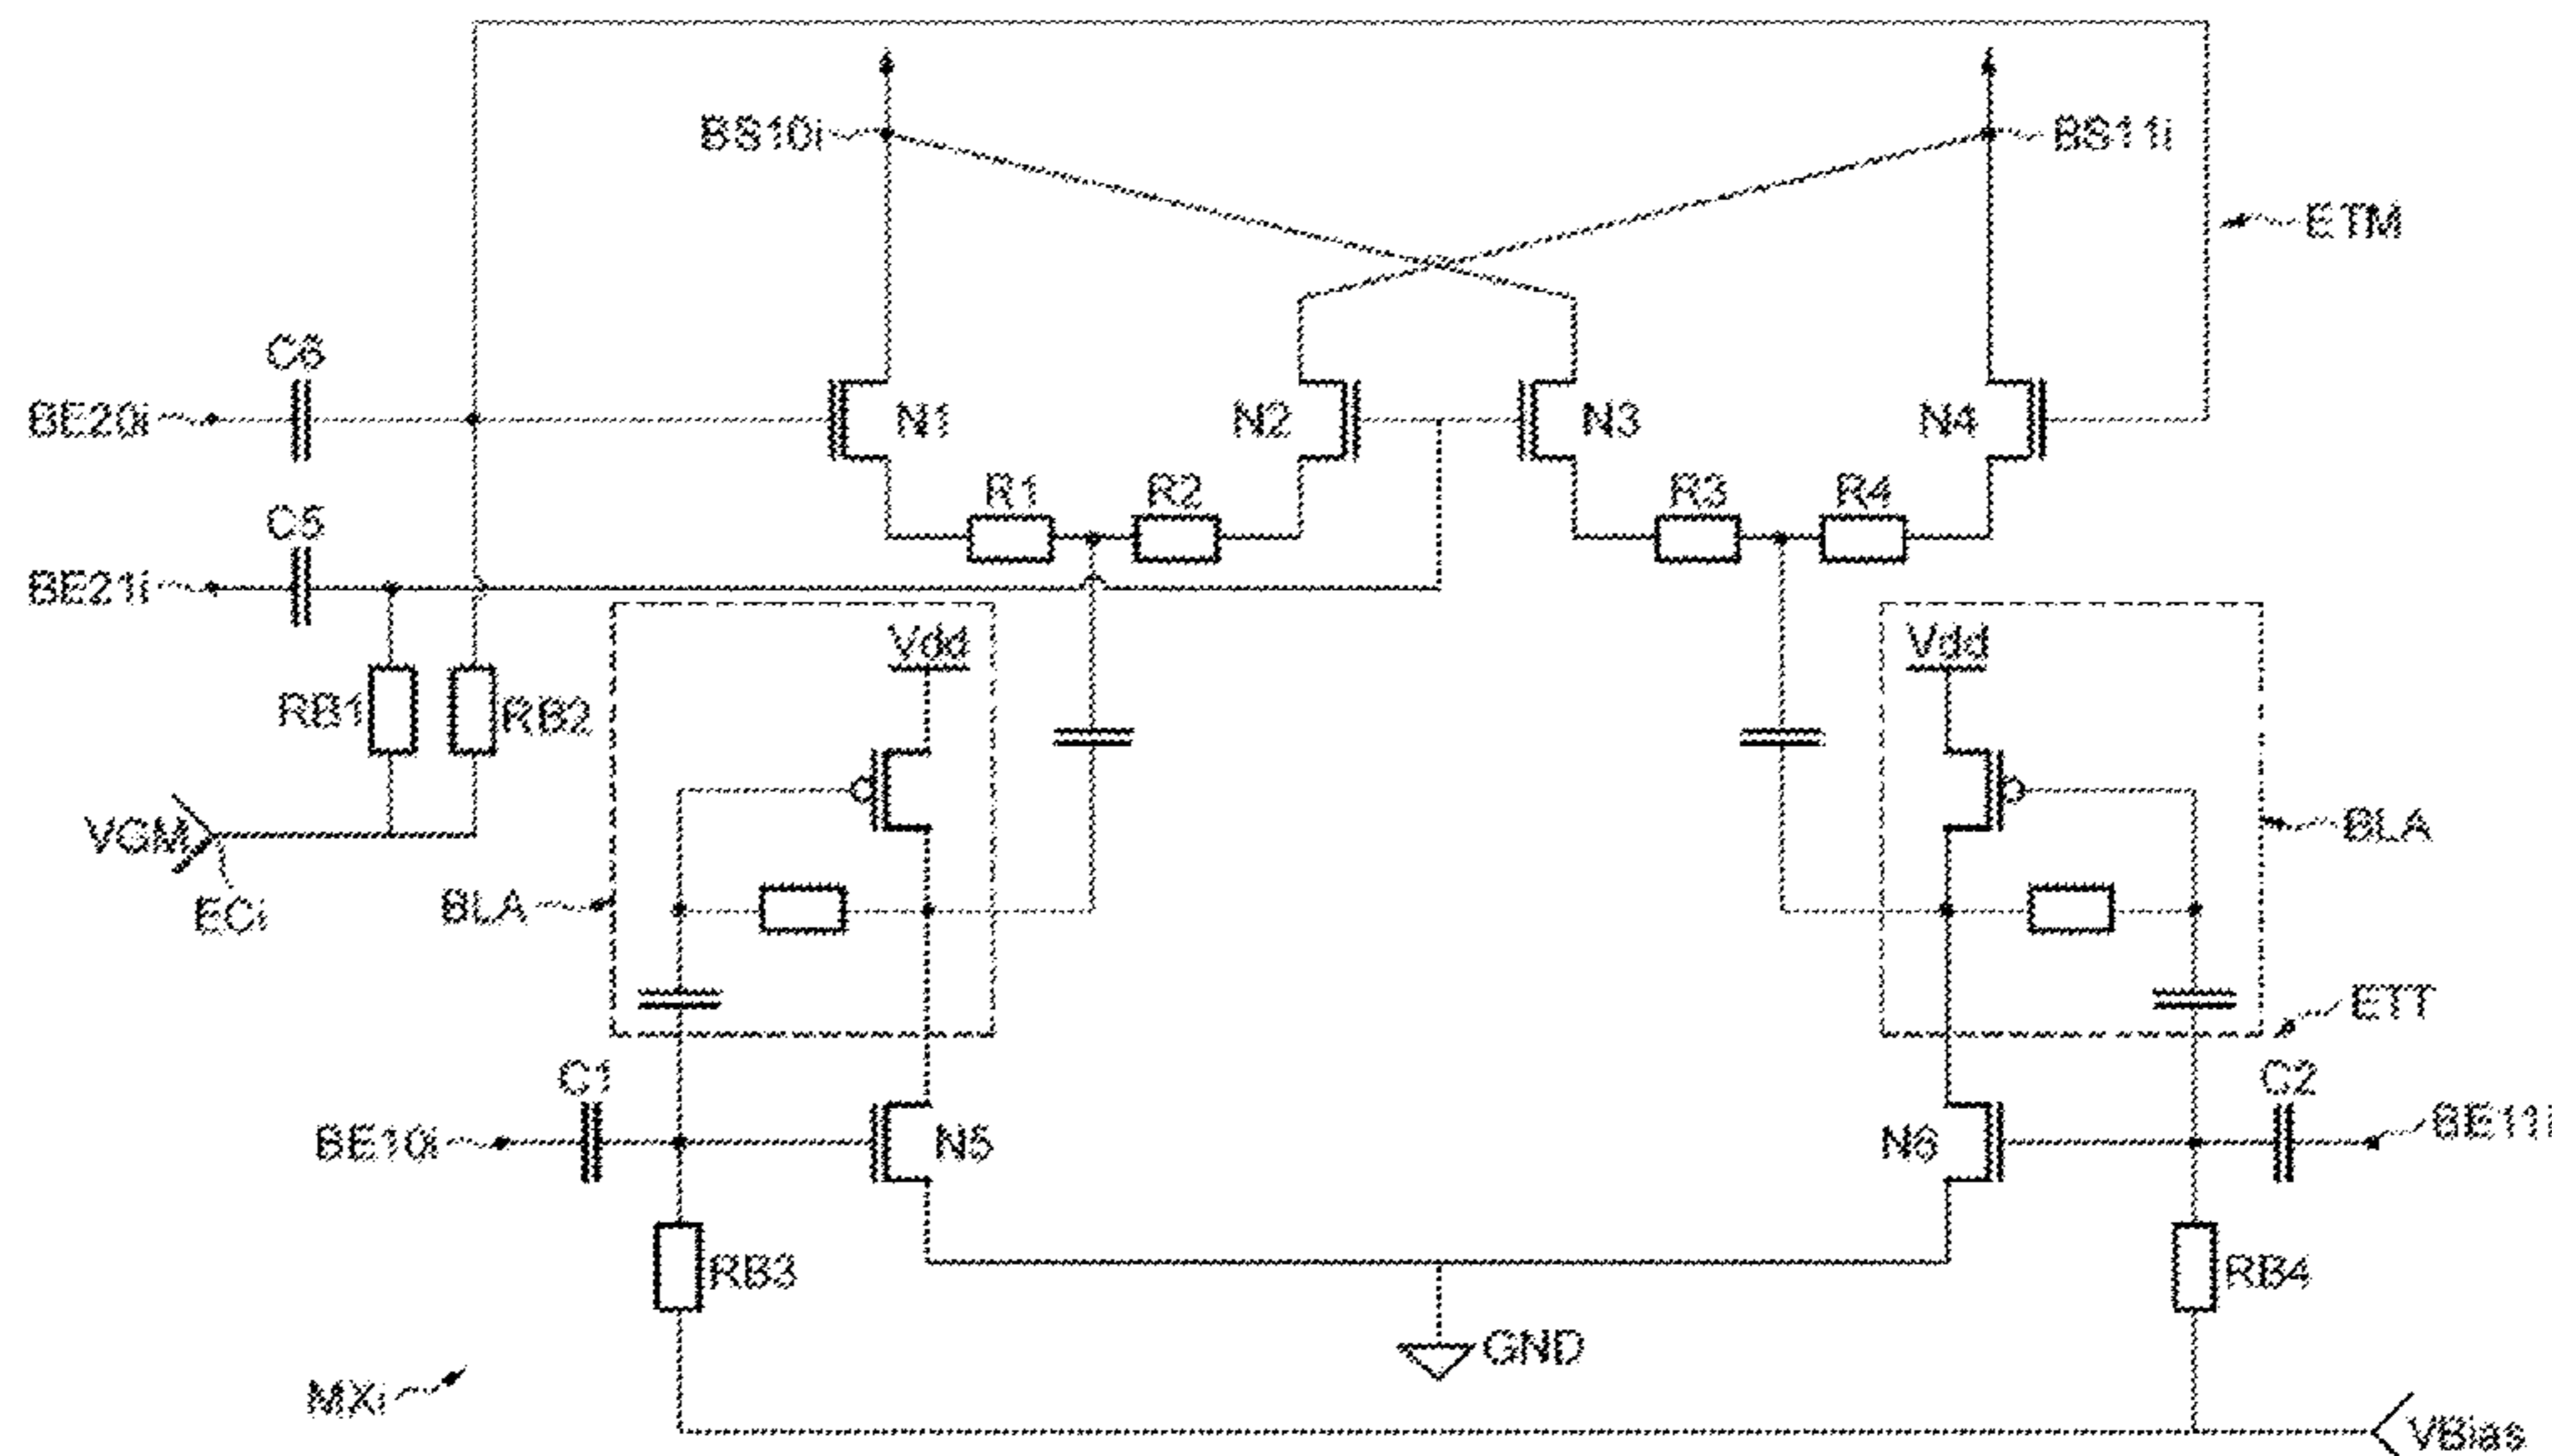 BS10i
BS11i
ETM
C6
BE20i
N1
N2
N3
N4
R1
R2
R3
R4
C5
BE21i
Vdd
Vdd
RB1
RB2
VGM
BLA
ECi
BLA
ETT
C1
C2
BE10i
N5
N6
BE11i
RB3
RB4
GND
MXi
VBias